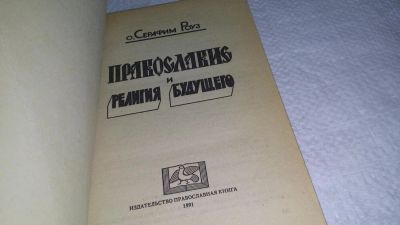 о. Серафим Роуз
ПРАВОСЛАВИЕ
и
РЕЛИГИЯ БУДУЩЕГО
ИЗДАТЕЛЬСТВО ПРАВОСЛАВНАЯ КНИГА
1991